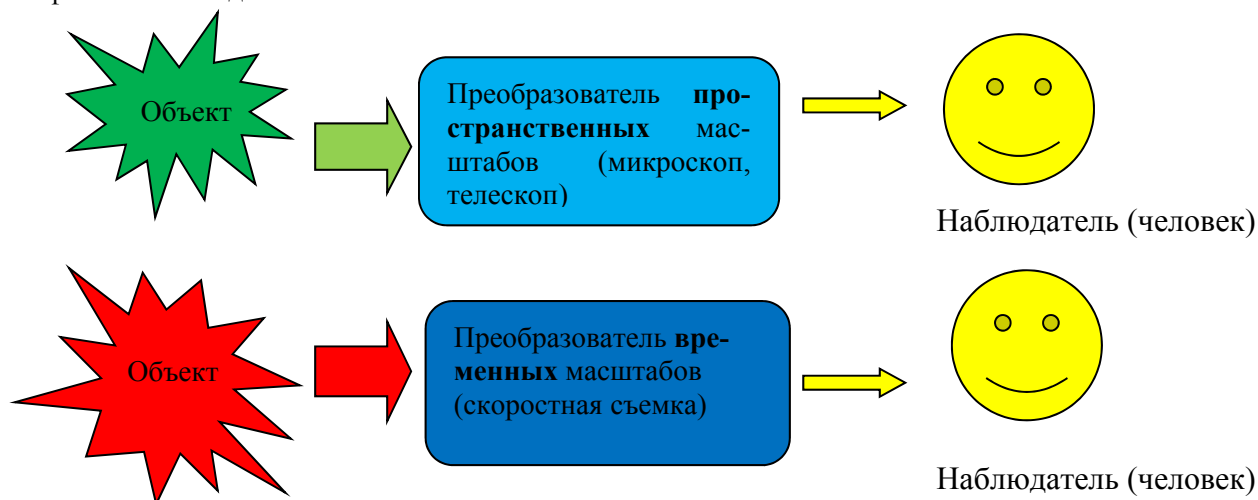 Объект
Преобразователь про-
странственных мас-
штабов (микроскоп,
телескоп)
Наблюдатель (человек)
Объект
Преобразователь вре-
менных масштабов
(скоростная съемка)
Наблюдатель (человек)